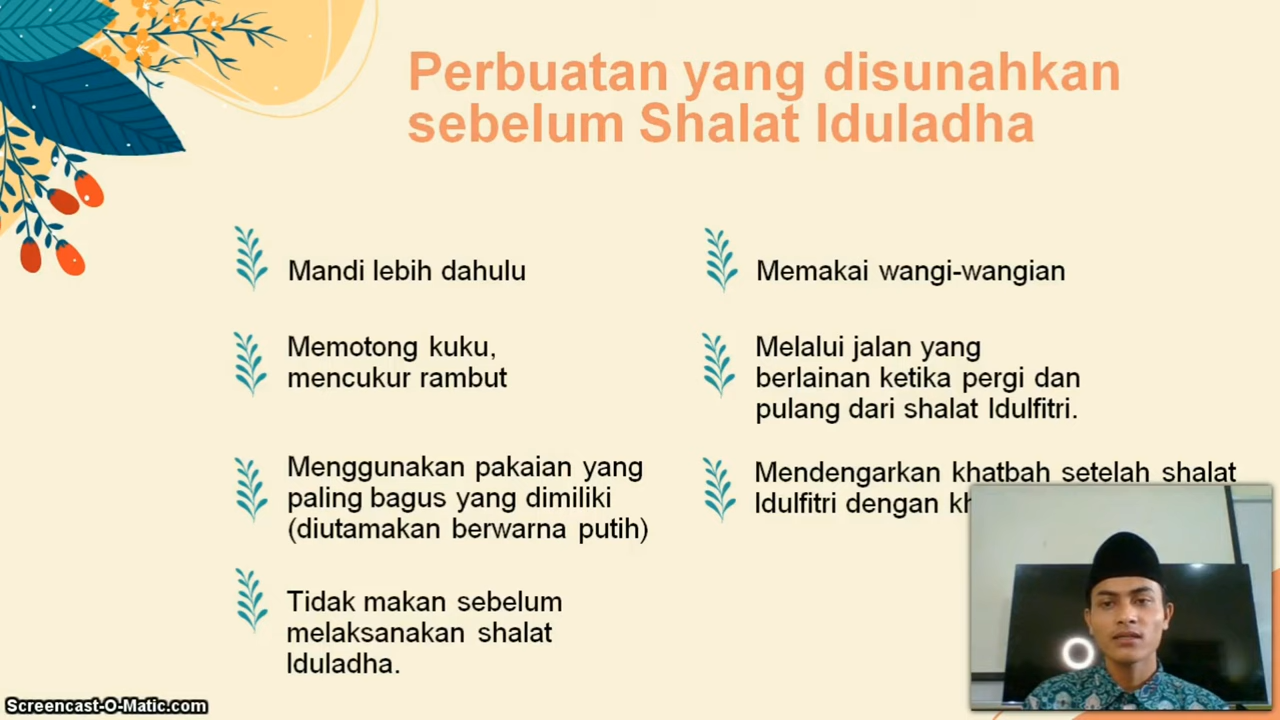 Perbuatan yang disunahkan
sebelum Shalat Iduladha
Mandi lebih dahulu
Memotong kuku,
mencukur rambut
Menggunakan pakaian yang
paling bagus yang dimiliki
(diutamakan berwarna putih)
Tidak makan sebelum
melaksanakan shalat
Iduladha.
Memakai wangi-wangian
Melalui jalan yang
berlainan ketika pergi dan
pulang dari shalat Idulfitri.
Mendengarkan khatbah setelah shalat
Idulfitri dengan
Screencast-O-Matic.com